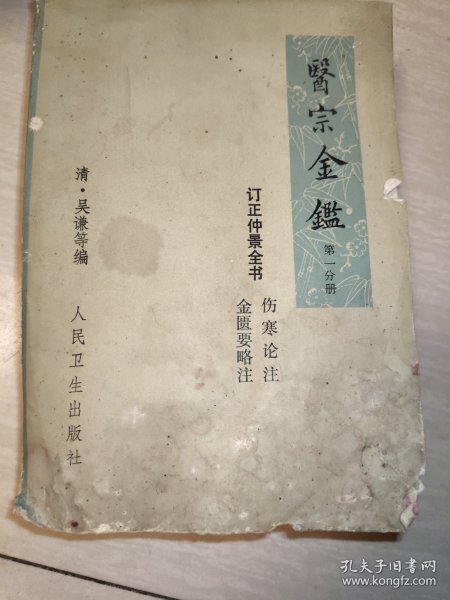 醫宗金鑑
第一分册
订正仲景全书
伤寒论注
金匮要略注
清·吴谦等编
人民卫生出版社
孔夫子旧书网
www.kongfz.com